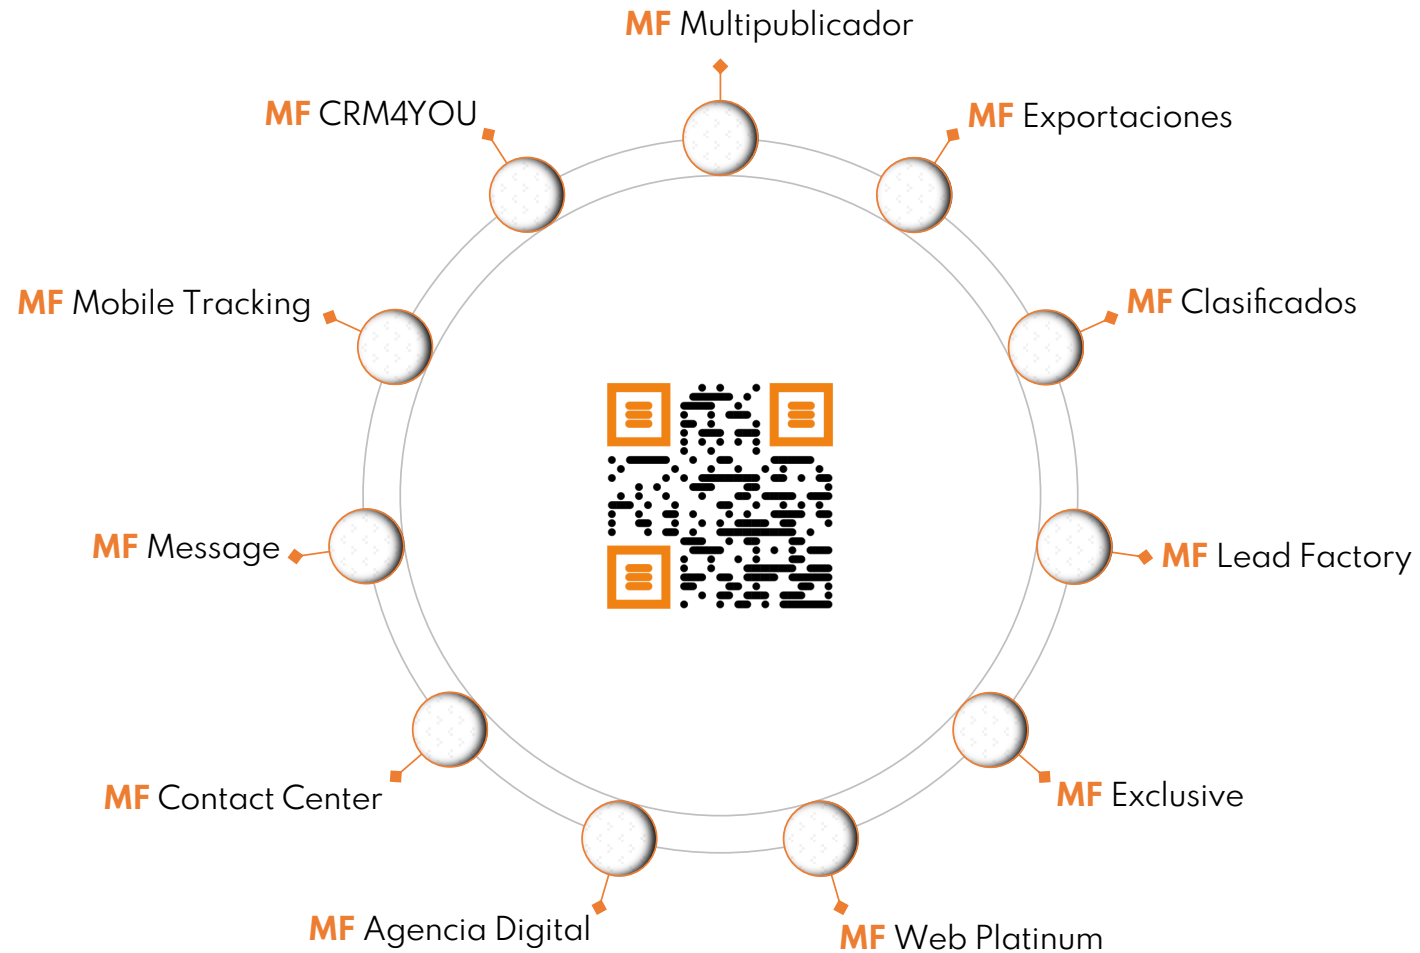 MF Multipublicador
MF CRM4YOU
MF Exportaciones
MF Mobile Tracking
MF Clasificados
MF Message
MF Lead Factory
MF Contact Center
MF Exclusive
MF Agencia Digital
MF Web Platinum